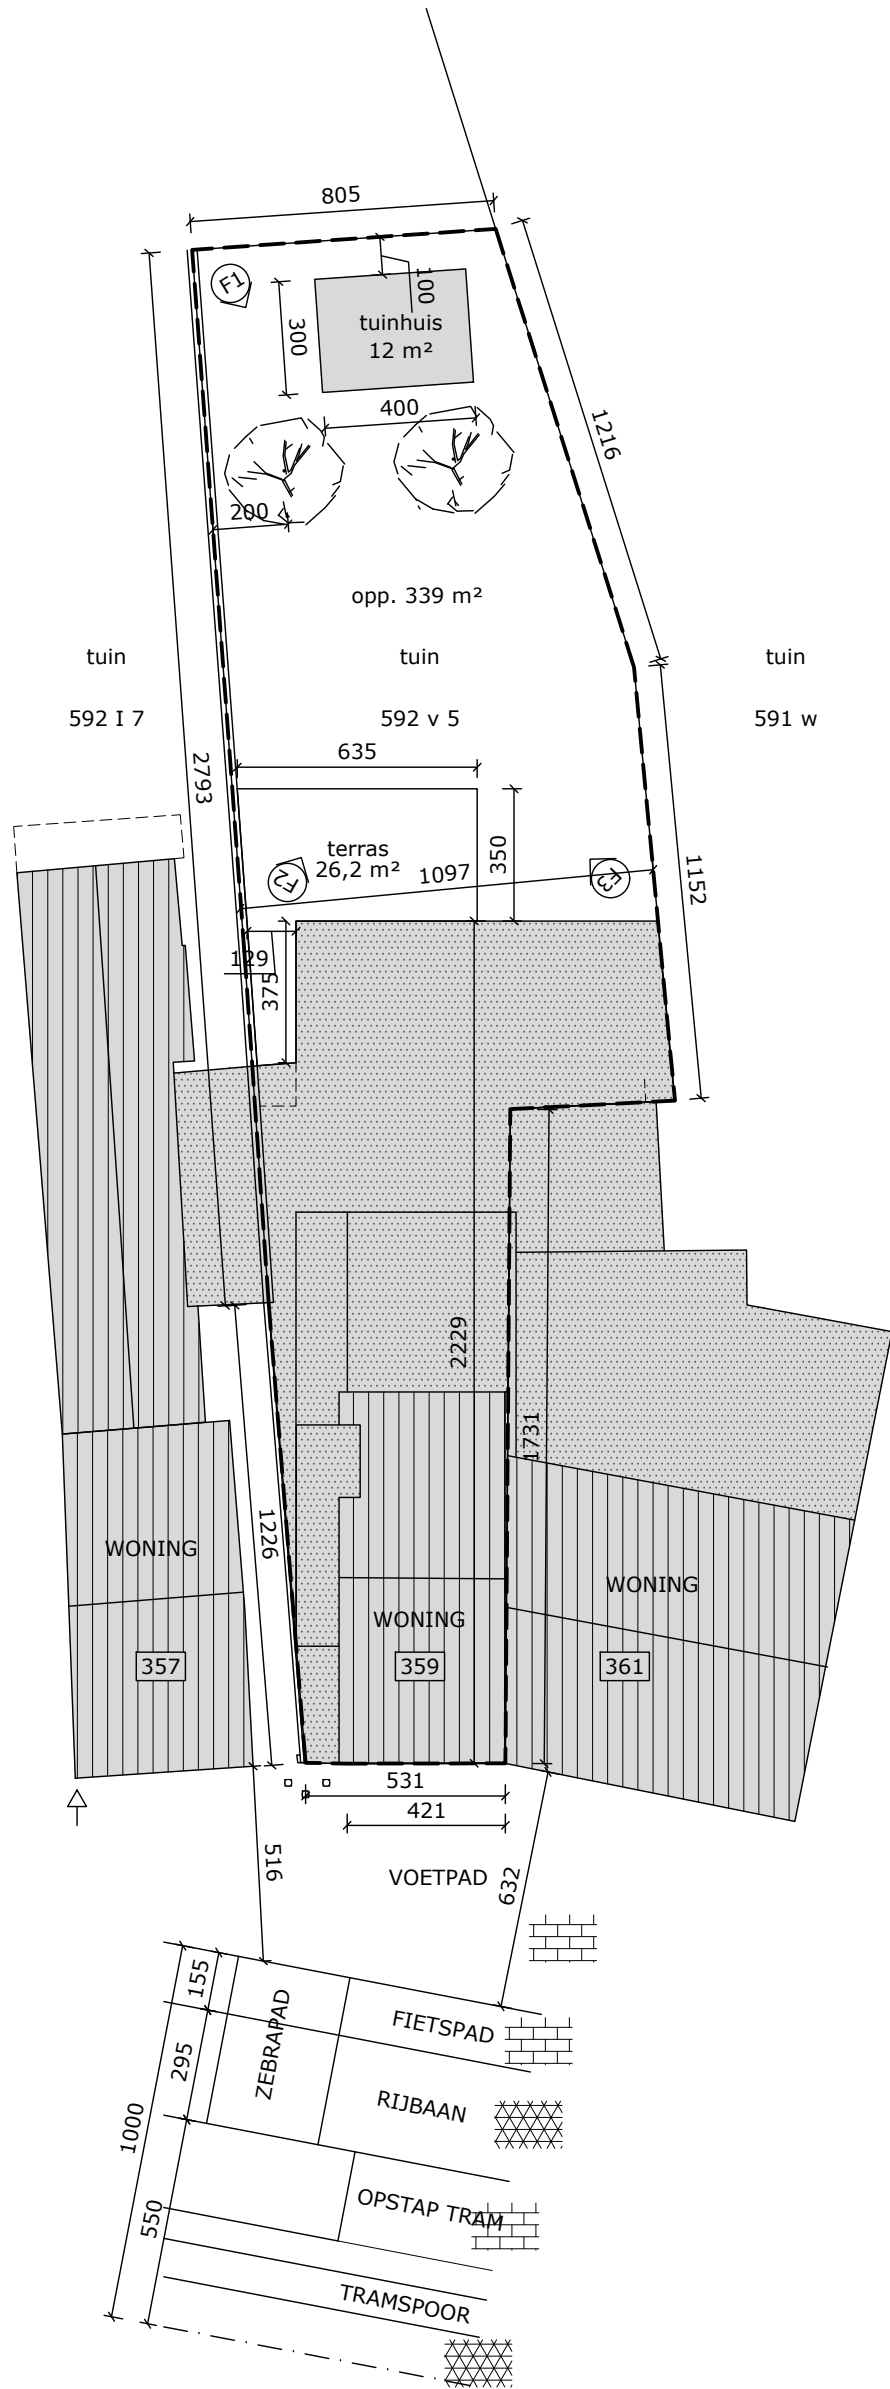 805
F1
100
300
tuinhuis
12 m²
400
1216
200
opp. 339 m²
tuin
tuin
tuin
592 I 7
592 v 5
591 w
635
2793
terras
26,2 m²
350
F2
1097
F3
1152
129
375
2229
1731
1226
WONING
WONING
WONING
357
359
361
531
421
516
VOETPAD
632
155
FIETSPAD
ZEBRAPAD
295
RIJBAAN
1000
550
OPSTAP TRAM
TRAMSPOOR